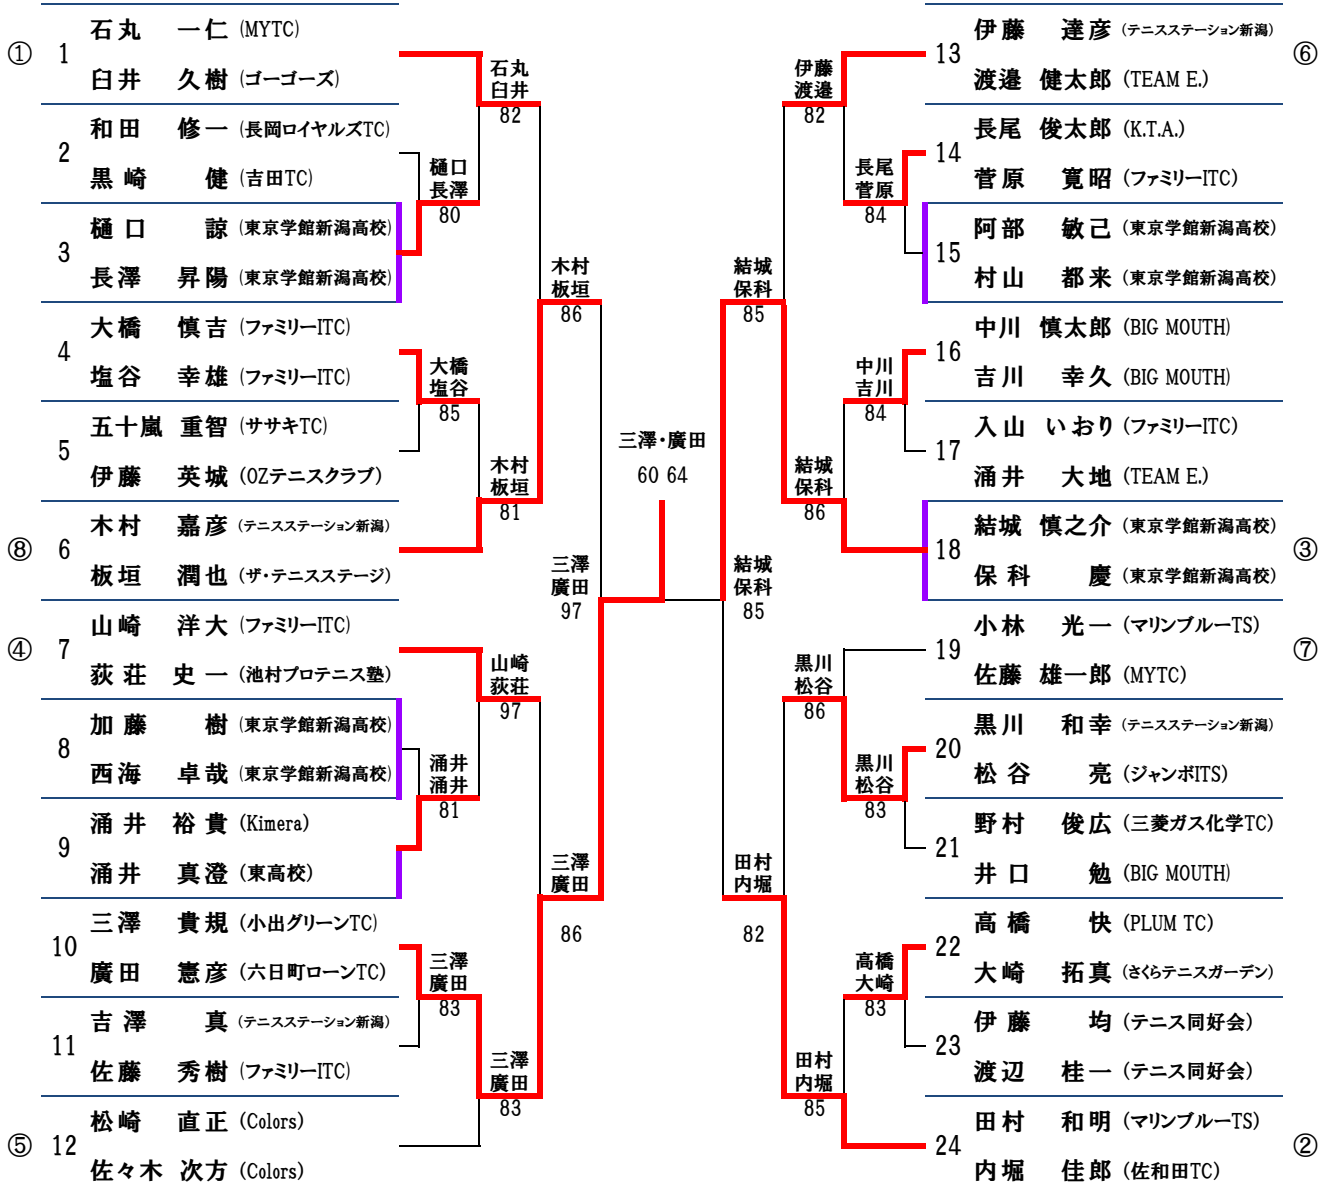 ① 1 石丸 一仁 (MYTC)
臼井 久樹 (ゴーゴーズ)
2 和田 修一 (長岡ロイヤルズTC)
黒崎 健 (吉田TC)
3 樋口 諒 (東京学館新潟高校)
長澤 昇陽 (東京学館新潟高校)
4 大橋 慎吉 (ファミリーITC)
塩谷 幸雄 (ファミリーITC)
5 五十嵐 重智 (ササキTC)
伊藤 英城 (OZテニスクラブ)
⑧ 6 木村 嘉彦 (テニスステーション新潟)
板垣 潤也 (ザ・テニスステージ)
④ 7 山崎 洋大 (ファミリーITC)
荻荘 史一 (池村プロテニス塾)
8 加藤 樹 (東京学館新潟高校)
西海 卓哉 (東京学館新潟高校)
9 涌井 裕貴 (Kimera)
涌井 真澄 (東高校)
10 三澤 貴規 (小出グリーンTC)
廣田 憲彦 (六日町ローンTC)
11 吉澤 真 (テニスステーション新潟)
佐藤 秀樹 (ファミリーITC)
⑤ 12 松崎 直正 (Colors)
佐々木 次方 (Colors)
樋口
長澤
80
大橋
塩谷
85
涌井
涌井
81
三澤
廣田
83
石丸
臼井
82
木村
板垣
81
山崎
荻荘
97
三澤
廣田
83
木村
板垣
86
三澤
廣田
86
三澤
廣田
97
三澤・廣田
60 64
結城
保科
85
結城
保科
85
田村
内堀
82
伊藤
渡邉
82
結城
保科
86
黒川
松谷
86
田村
内堀
85
長尾
菅原
84
中川
吉川
84
黒川
松谷
83
高橋
大崎
83
13 伊藤 達彦 (テニスステーション新潟) ⑥
渡邉 健太郎 (TEAM E.)
14 長尾 俊太郎 (K.T.A.)
菅原 寛昭 (ファミリーITC)
15 阿部 敏己 (東京学館新潟高校)
村山 都来 (東京学館新潟高校)
16 中川 慎太郎 (BIG MOUTH)
吉川 幸久 (BIG MOUTH)
17 入山 いおり (ファミリーITC)
涌井 大地 (TEAM E.)
18 結城 慎之介 (東京学館新潟高校) ③
保科 慶 (東京学館新潟高校)
19 小林 光一 (マリンブルーTS) ⑦
佐藤 雄一郎 (MYTC)
20 黒川 和幸 (テニスステーション新潟)
松谷 亮 (ジャンボITS)
21 野村 俊広 (三菱ガス化学TC)
井口 勉 (BIG MOUTH)
22 高橋 快 (PLUM TC)
大崎 拓真 (さくらテニスガーデン)
23 伊藤 均 (テニス同好会)
渡辺 桂一 (テニス同好会)
24 田村 和明 (マリンブルーTS) ②
内堀 佳郎 (佐和田TC)